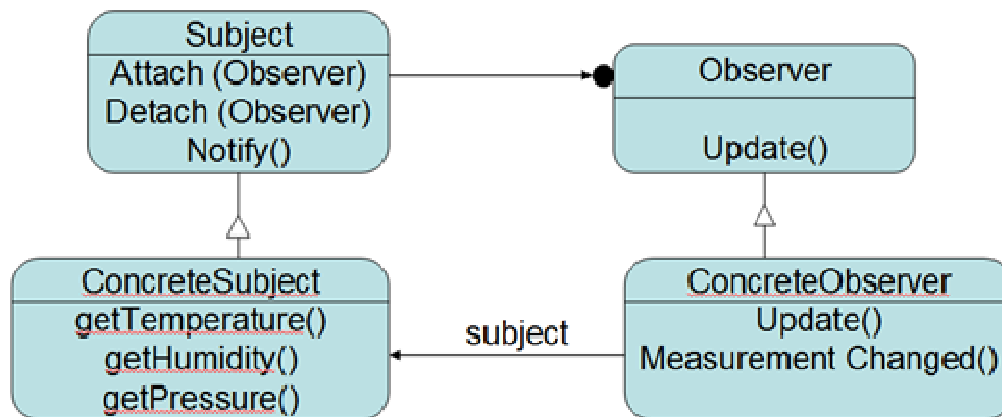 Subject
Attach (Observer)
Detach (Observer)
Notify()
Observer
Update()
ConcreteSubject
getTemperature()
getHumidity()
getPressure()
subject
ConcreteObserver
Update()
Measurement Changed()